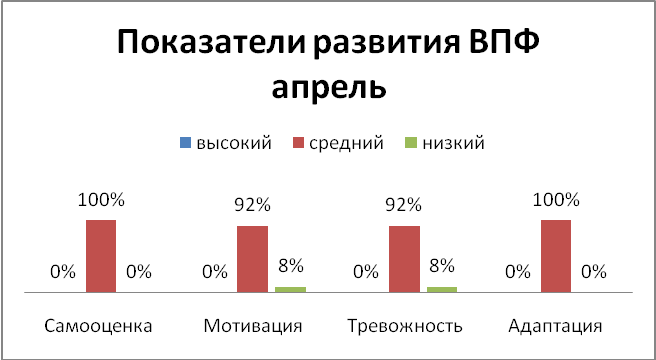 Показатели развития ВПФ
апрель
высокий средний низкий
100% 92% 92% 100%
0% 0% 0% 8% 0% 8% 0% 0%
Самооценка Мотивация Тревожность Адаптация